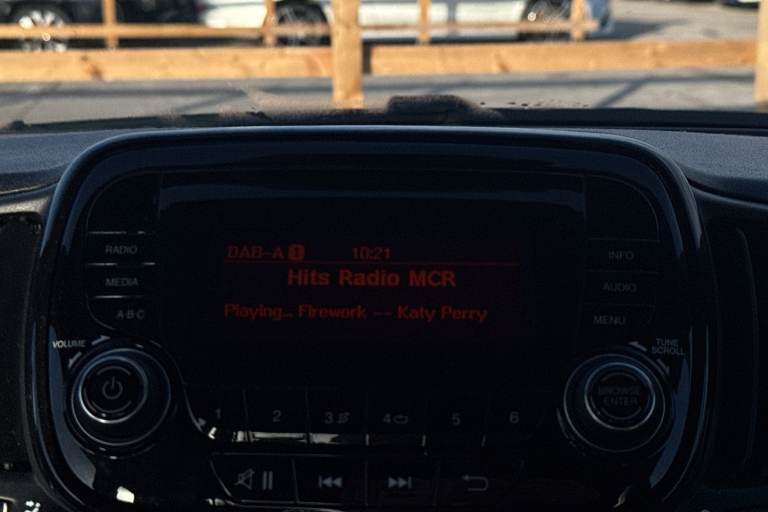 DAB-A 1 10:21
Hits Radio MCR
Playing... Firework -- Katy Perry
RADIO
MEDIA
A·B·C
INFO
AUDIO
MENU
VOLUME
TUNE
SCROLL
BROWSE
ENTER
1 2 3 4 5 6